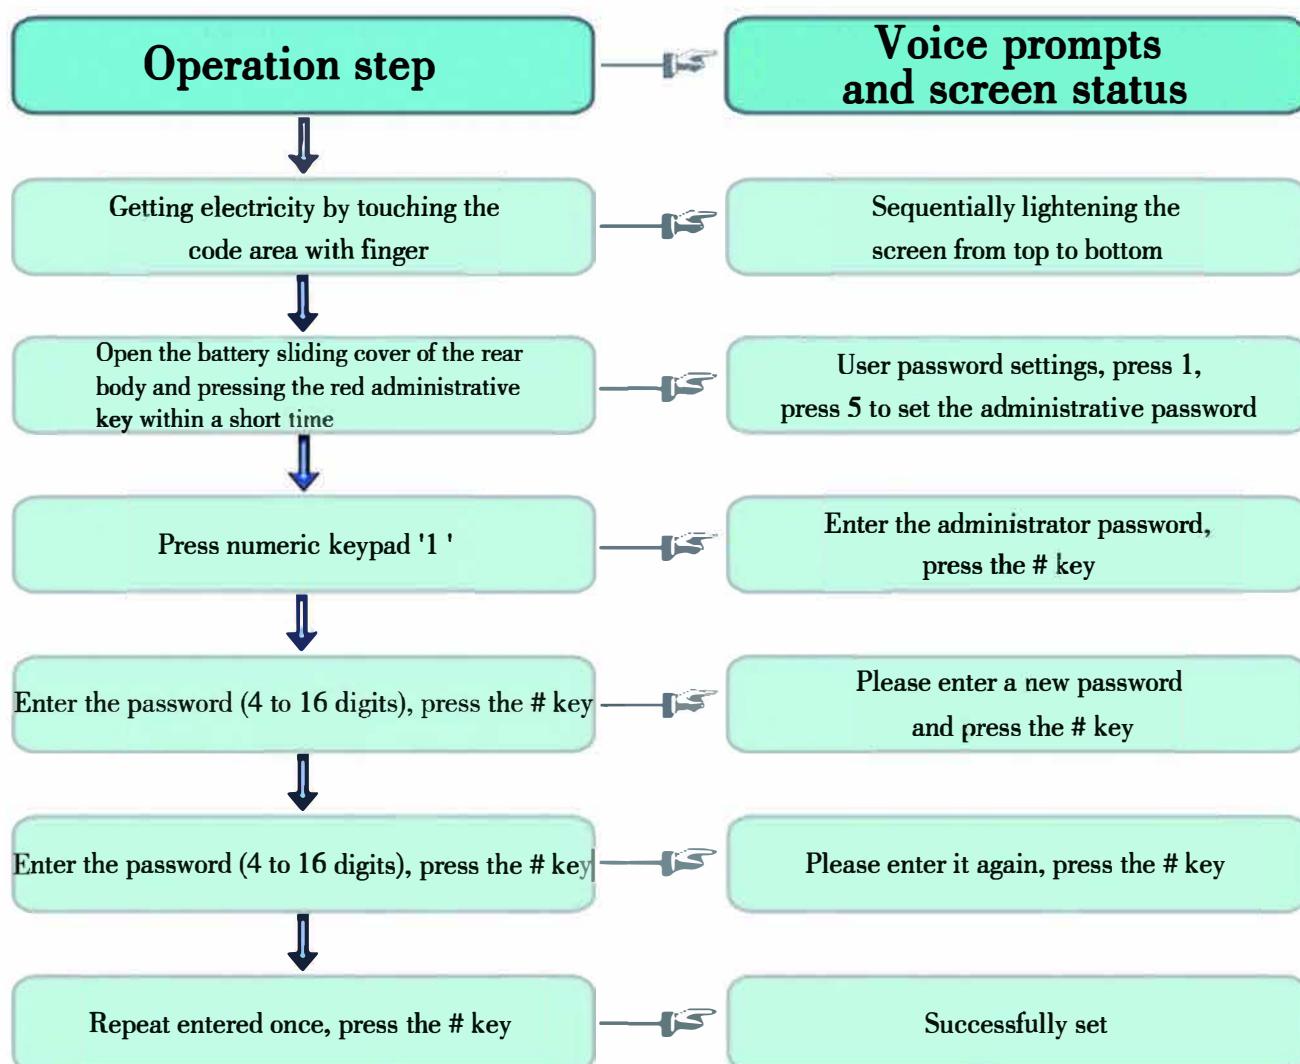 Operation step
Voice prompts
and screen status
Getting electricity by touching the
code area with finger
Sequentially lightening the
screen from top to bottom
Open the battery sliding cover of the rear
body and pressing the red administrative
key within a short time
User password settings, press 1,
press 5 to set the administrative password
Press numeric keypad '1 '
Enter the administrator password,
press the # key
Enter the password (4 to 16 digits), press the # key
Please enter a new password
and press the # key
Enter the password (4 to 16 digits), press the # key
Please enter it again, press the # key
Repeat entered once, press the # key
Successfully set